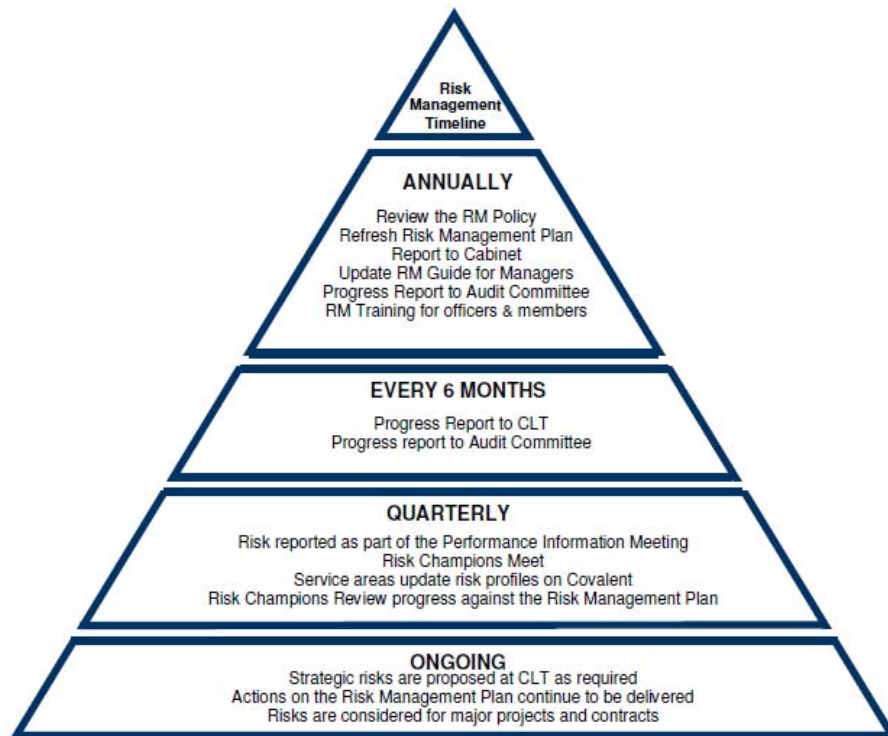 Risk
Management
Timeline
ANNUALLY
Review the RM Policy
Refresh Risk Management Plan
Report to Cabinet
Update RM Guide for Managers
Progress Report to Audit Committee
RM Training for officers & members
EVERY 6 MONTHS
Progress Report to CLT
Progress report to Audit Committee
QUARTERLY
Risk reported as part of the Performance Information Meeting
Risk Champions Meet
Service areas update risk profiles on Covalent
Risk Champions Review progress against the Risk Management Plan
ONGOING
Strategic risks are proposed at CLT as required
Actions on the Risk Management Plan continue to be delivered
Risks are considered for major projects and contracts